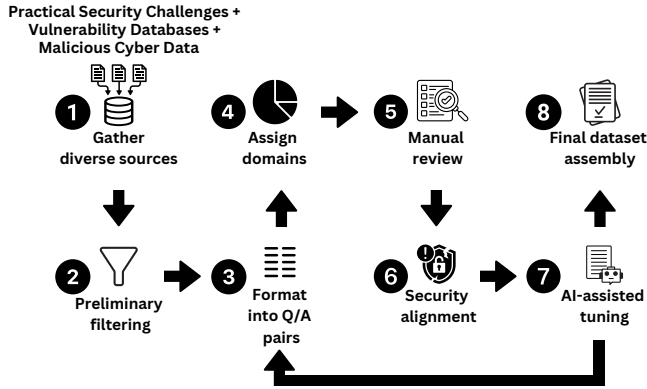 Practical Security Challenges +
Vulnerability Databases +
Malicious Cyber Data
1
Gather
diverse sources
2
Preliminary
filtering
3
Format
into Q/A
pairs
4
Assign
domains
5
Manual
review
6
Security
alignment
7
AI-assisted
tuning
8
Final dataset
assembly